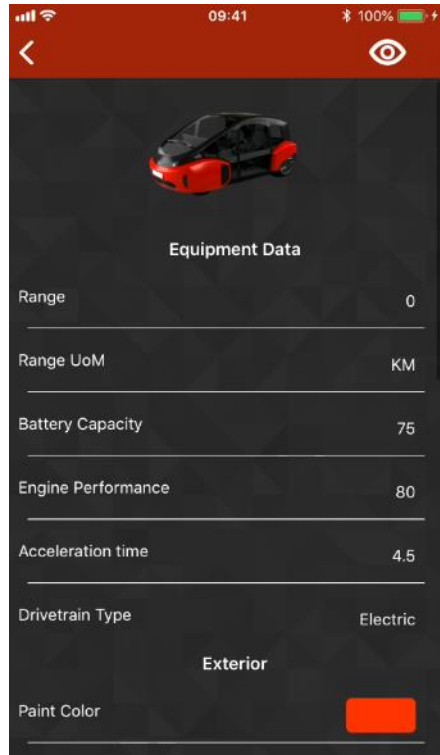 09:41
100%
Equipment Data
Range 0
Range UoM KM
Battery Capacity 75
Engine Performance 80
Acceleration time 4.5
Drivetrain Type Electric
Exterior
Paint Color